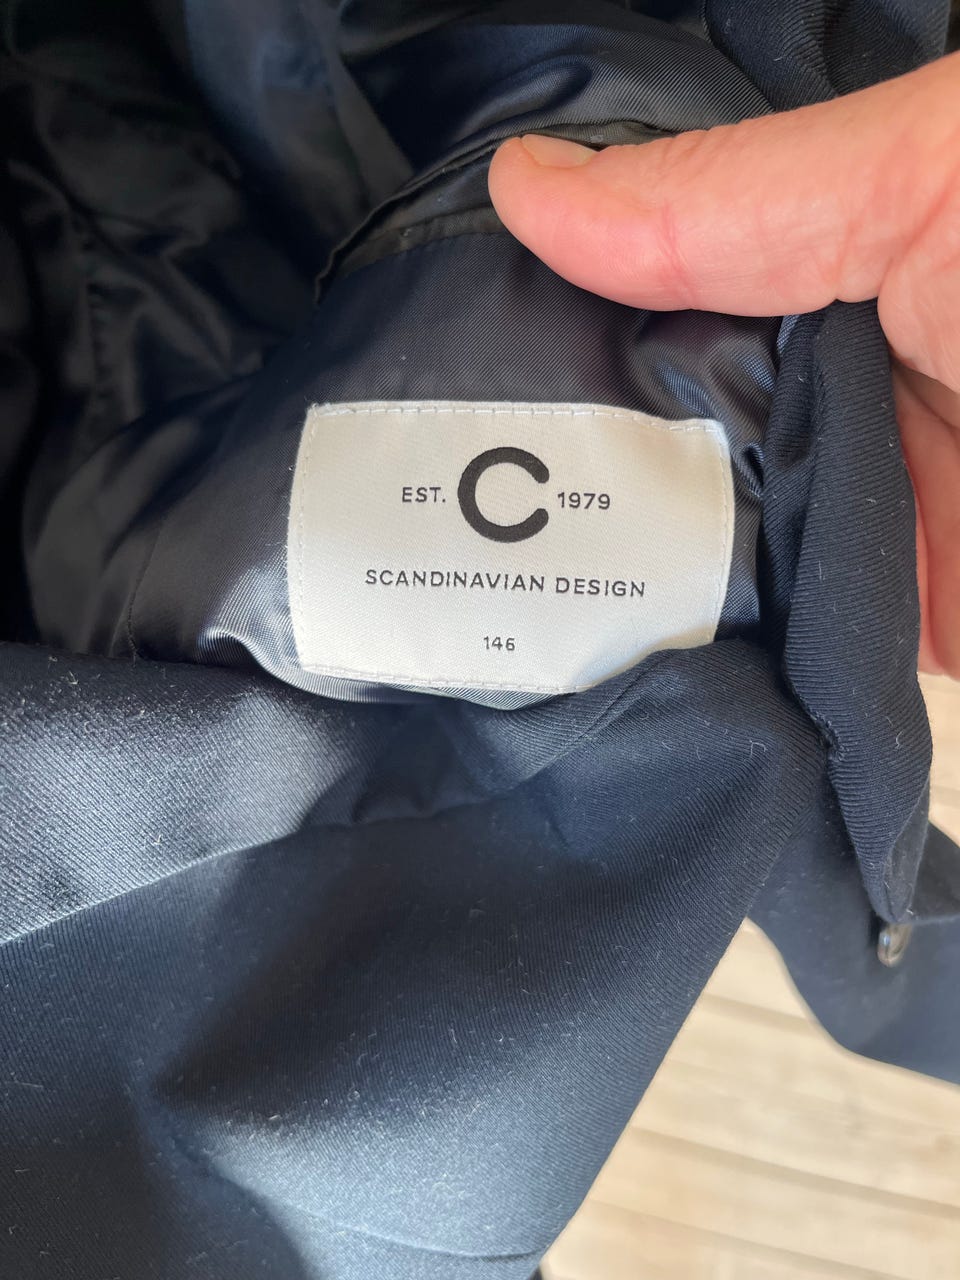 EST. C 1979
SCANDINAVIAN DESIGN
146